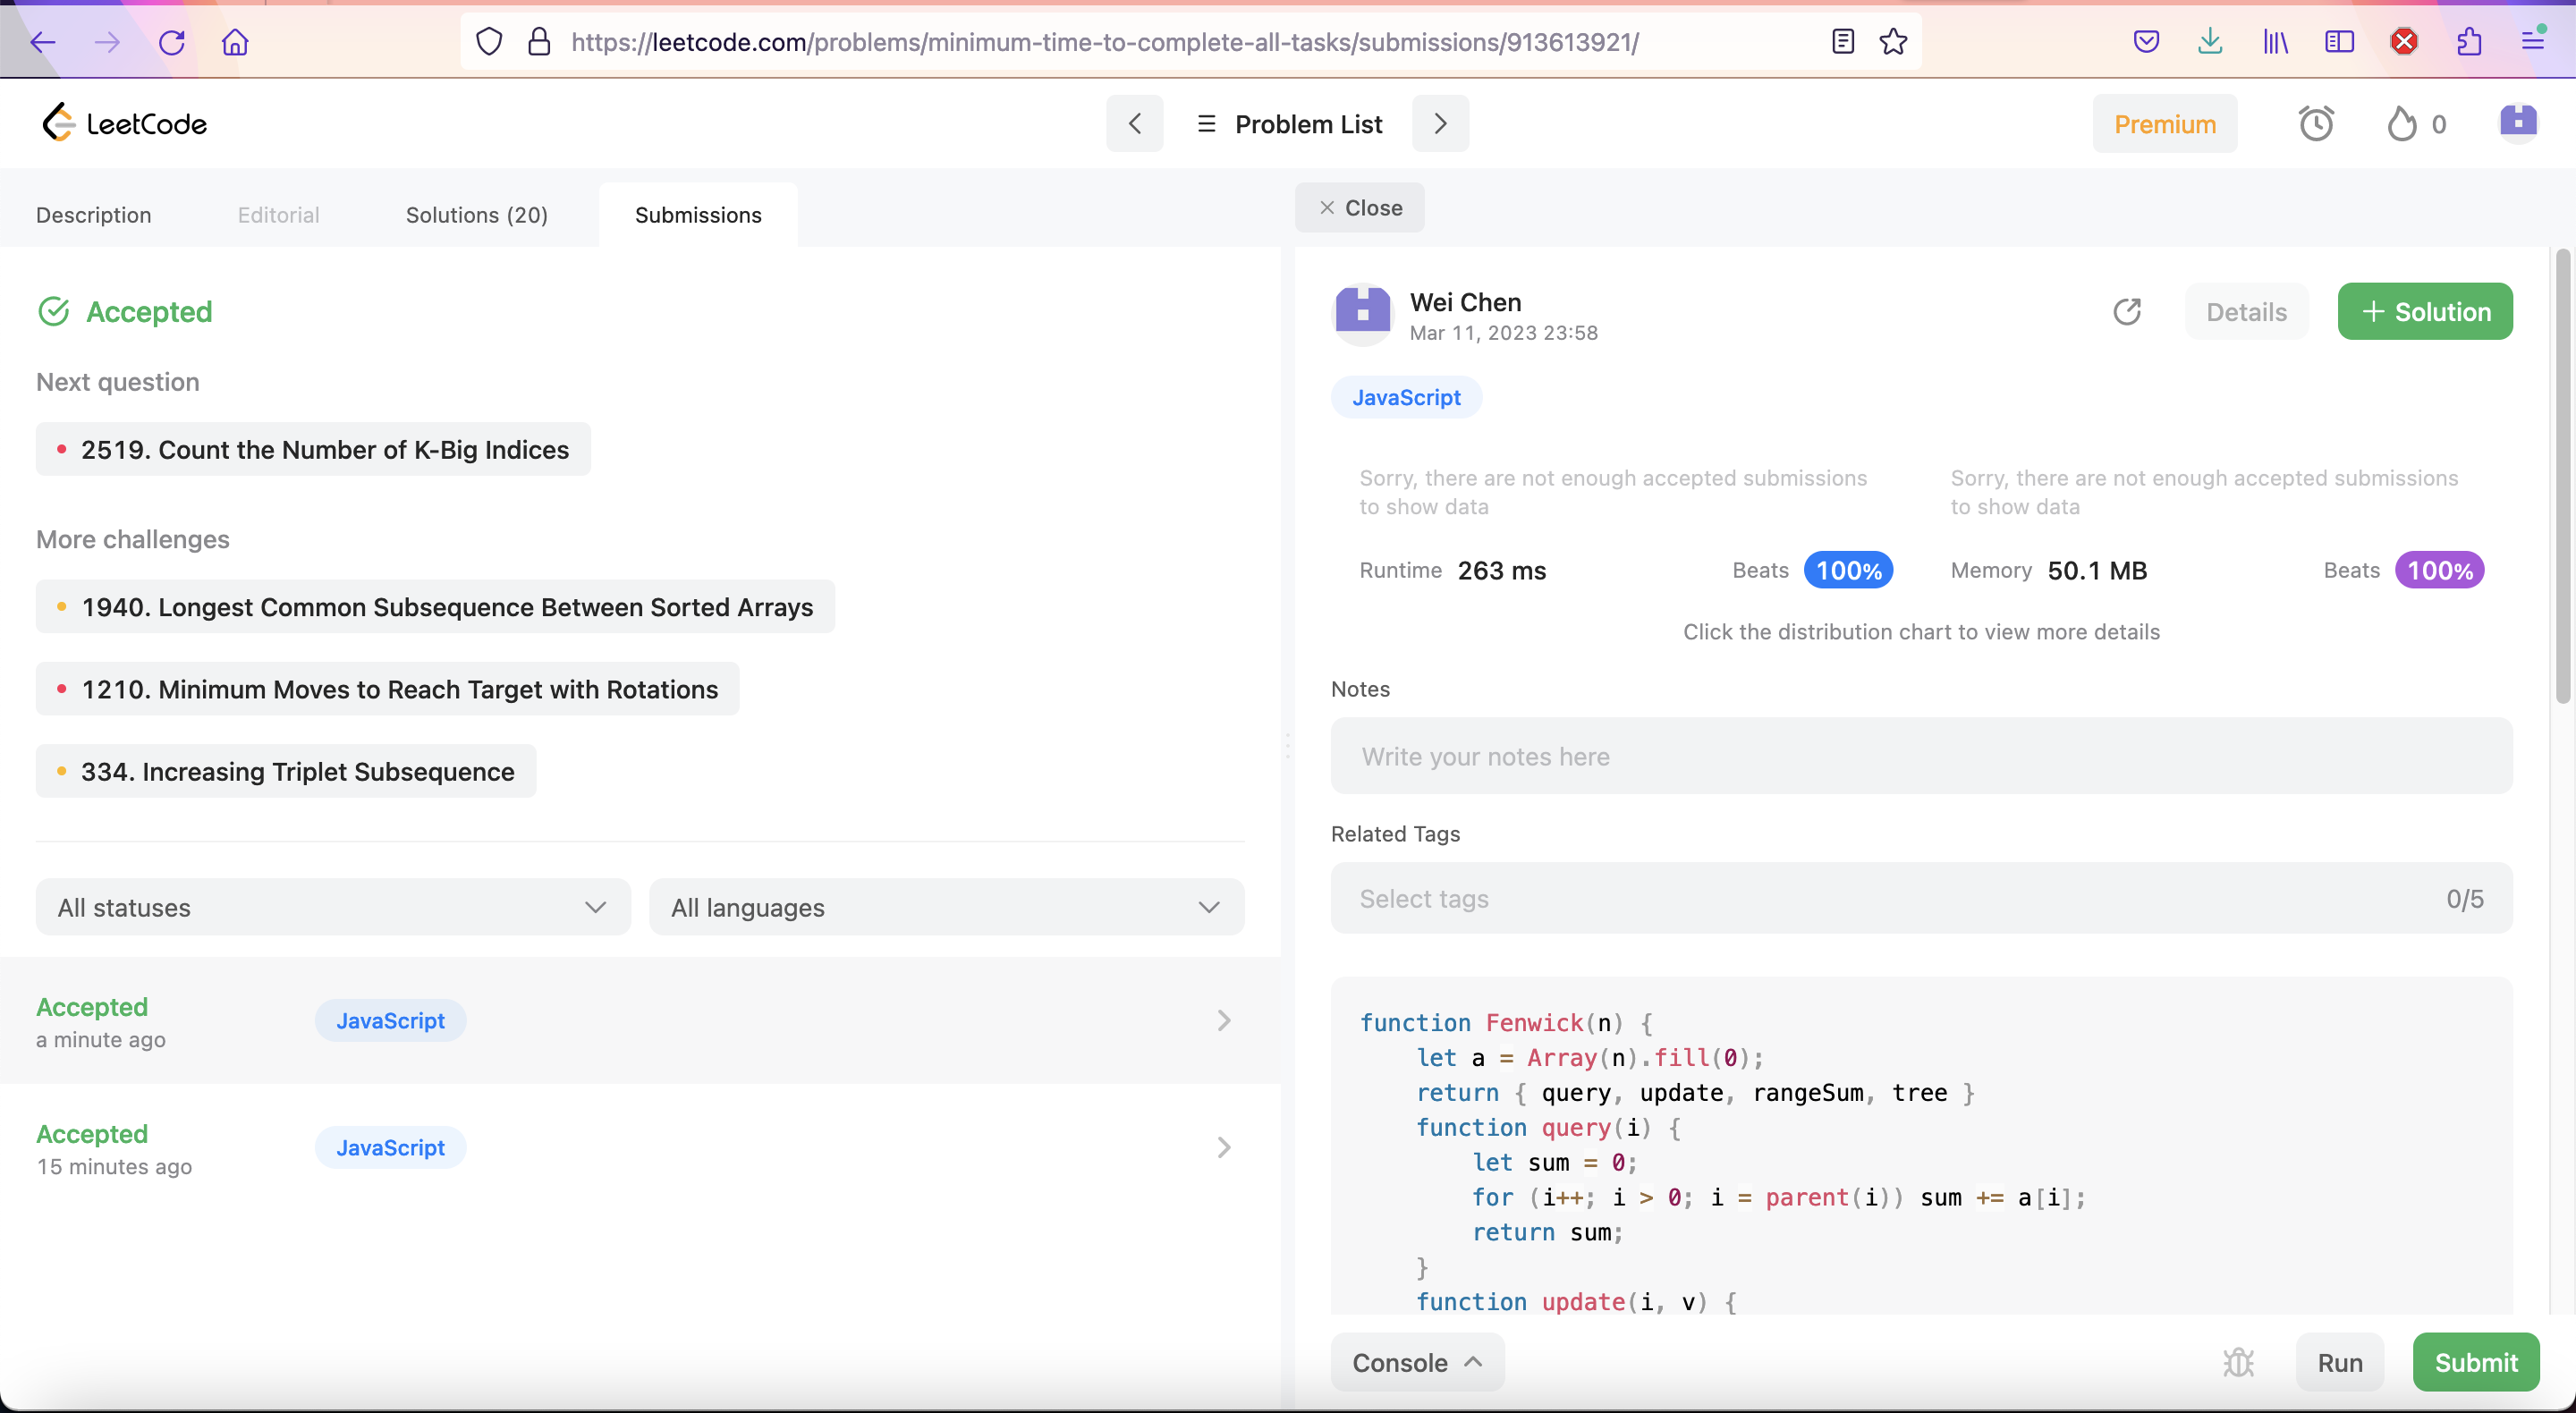 https://leetcode.com/problems/minimum-time-to-complete-all-tasks/submissions/913613921/
LeetCode
Problem List
Premium
0
Description
Editorial
Solutions (20)
Submissions
Close
Accepted
Next question
2519. Count the Number of K-Big Indices
More challenges
1940. Longest Common Subsequence Between Sorted Arrays
1210. Minimum Moves to Reach Target with Rotations
334. Increasing Triplet Subsequence
All statuses
All languages
Accepted
a minute ago
JavaScript
Accepted
15 minutes ago
JavaScript
Wei Chen
Mar 11, 2023 23:58
Details
+ Solution
JavaScript
Sorry, there are not enough accepted submissions
to show data
Sorry, there are not enough accepted submissions
to show data
Runtime 263 ms
Beats 100%
Memory 50.1 MB
Beats 100%
Click the distribution chart to view more details
Notes
Write your notes here
Related Tags
Select tags
0/5
function Fenwick(n) {
    let a = Array(n).fill(0);
    return { query, update, rangeSum, tree }
    function query(i) {
        let sum = 0;
        for (i++; i > 0; i = parent(i)) sum += a[i];
        return sum;
    }
    function update(i, v) {
Console
Run
Submit